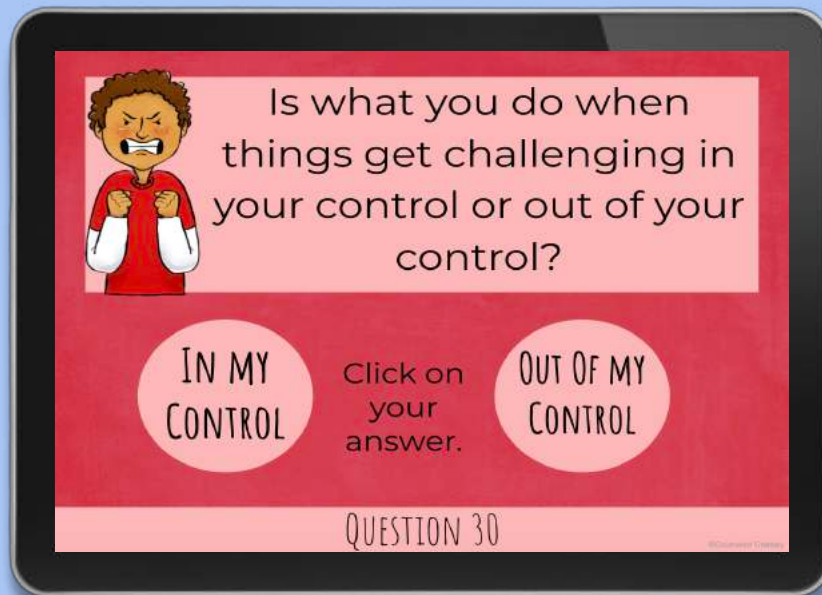 Is what you do when
things get challenging in
your control or out of your
control?
In my
Control
Click on
your
answer.
Out Of my
Control
Question 30